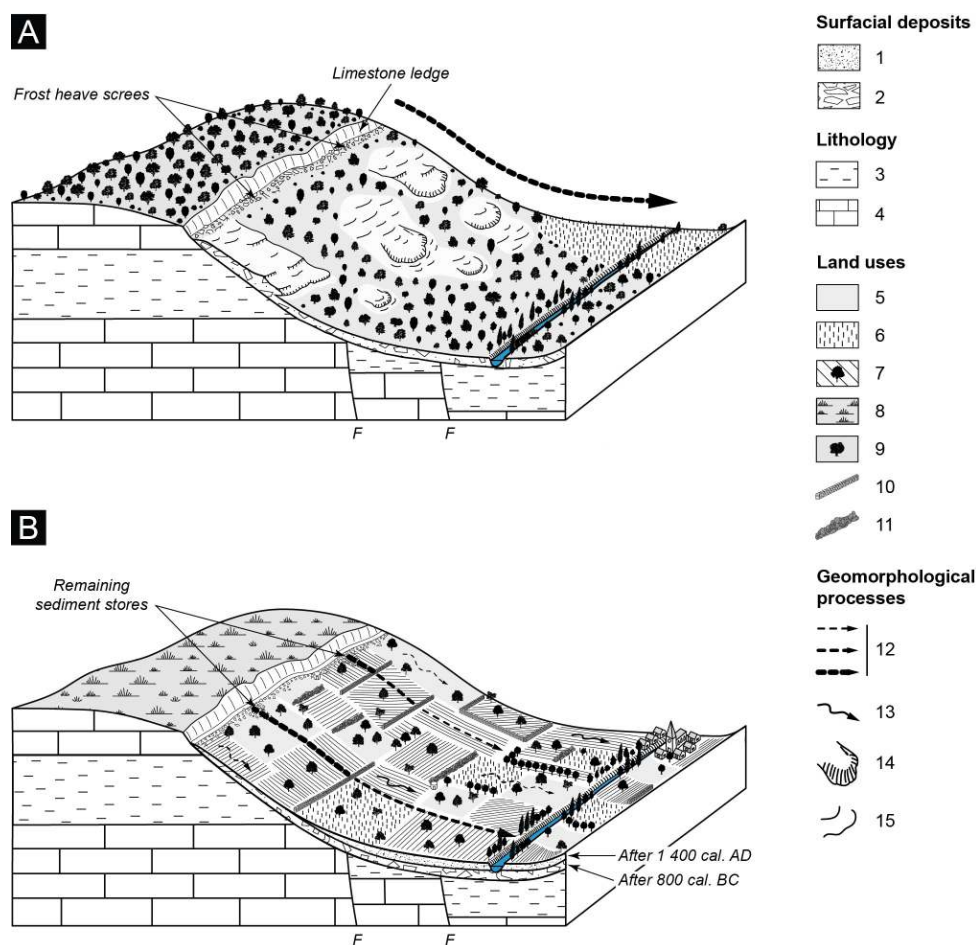 A
Limestone ledge
Frost heave screes
F
F
B
Remaining
sediment stores
After 1 400 cal. AD
After 800 cal. BC
F
F
Surfacial deposits
1
2
Lithology
3
4
Land uses
5
6
7
8
9
10
11
Geomorphological
processes
12
13
14
15